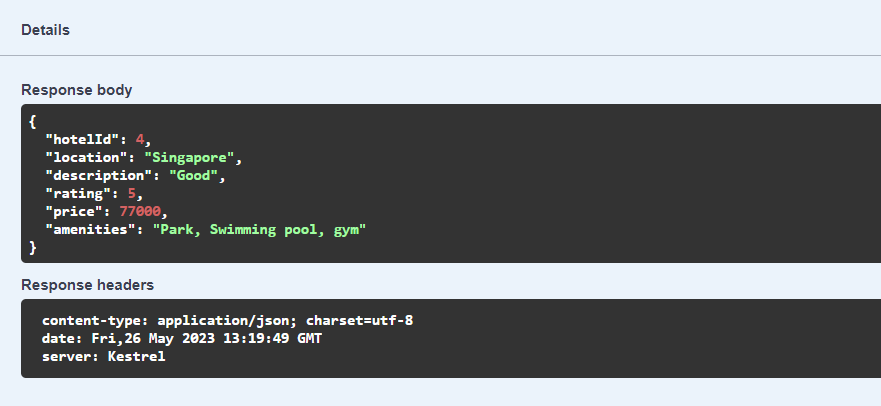 Details
Response body
{
  "hotelId": 4,
  "location": "Singapore",
  "description": "Good",
  "rating": 5,
  "price": 77000,
  "amenities": "Park, Swimming pool, gym"
}
Response headers
content-type: application/json; charset=utf-8
date: Fri,26 May 2023 13:19:49 GMT
server: Kestrel